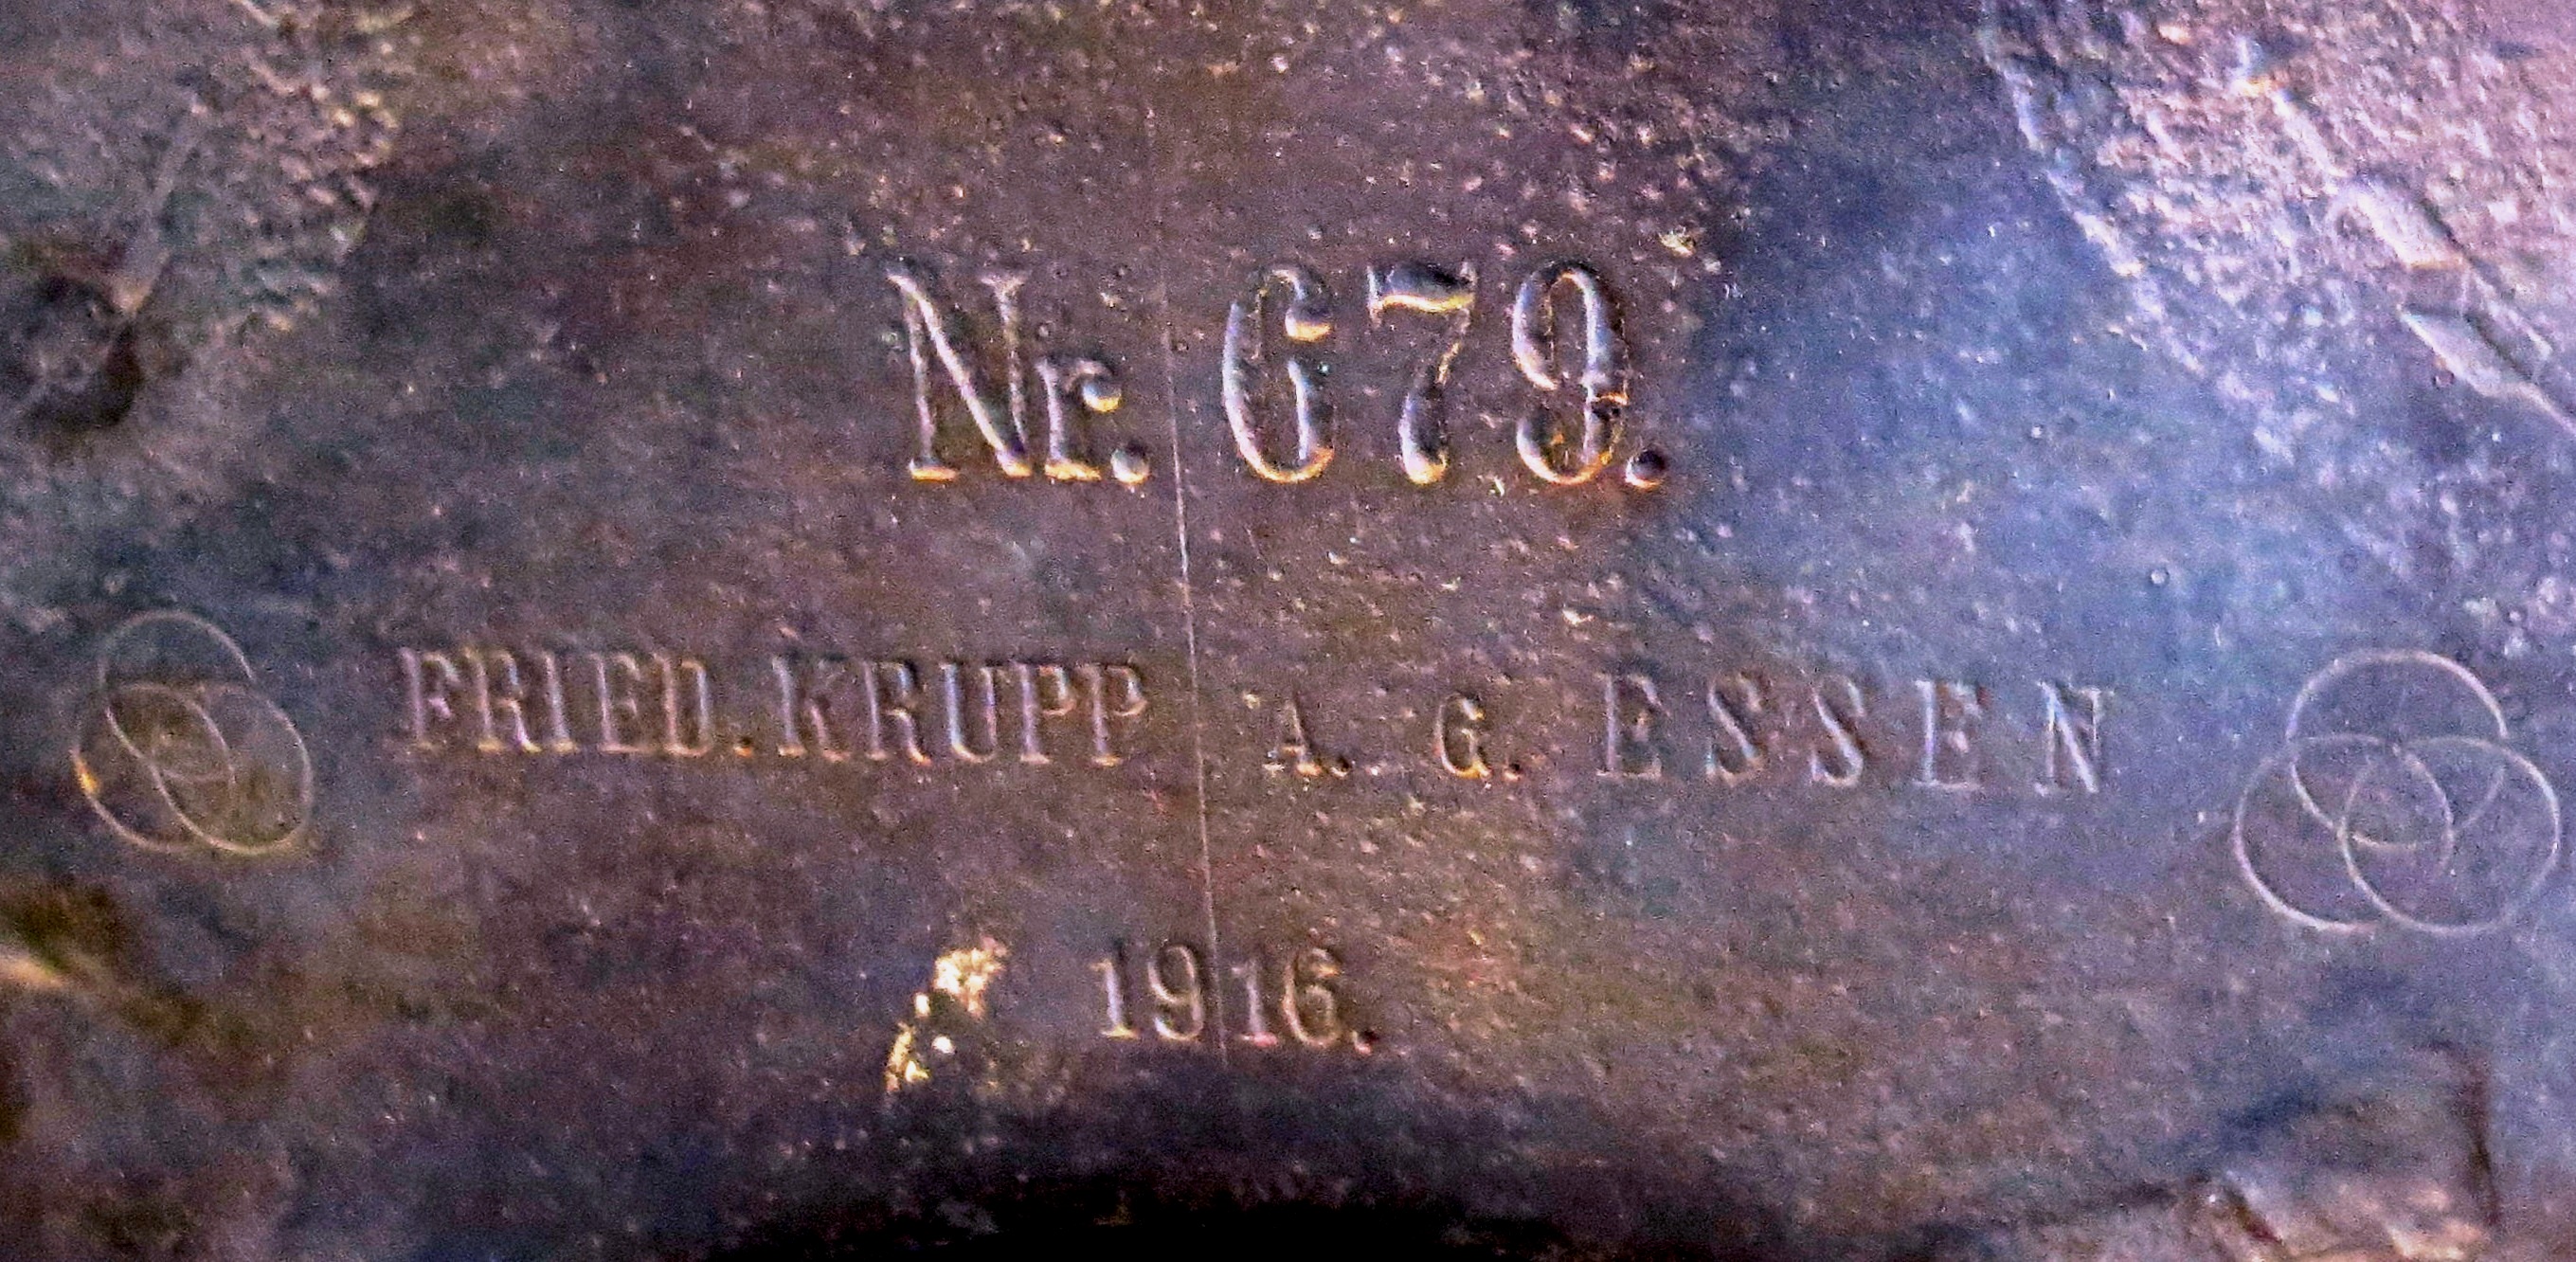 Nr. 679.
FRIED. KRUPP A. G. ESSEN
1916.